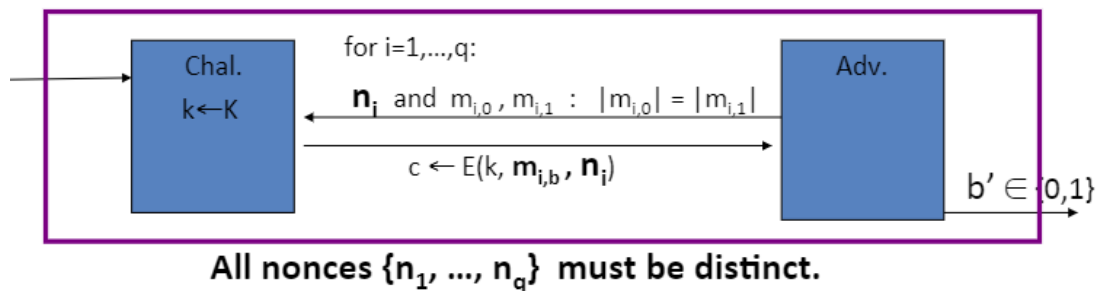 for i=1,…,q:
Chal.
Adv.
k←K
nᵢ and mᵢ,₀ , mᵢ,₁ : |mᵢ,₀| = |mᵢ,₁|
c ← E(k, mᵢ,b , nᵢ)
b' ∈ {0,1}
All nonces {n₁, …, n_q} must be distinct.